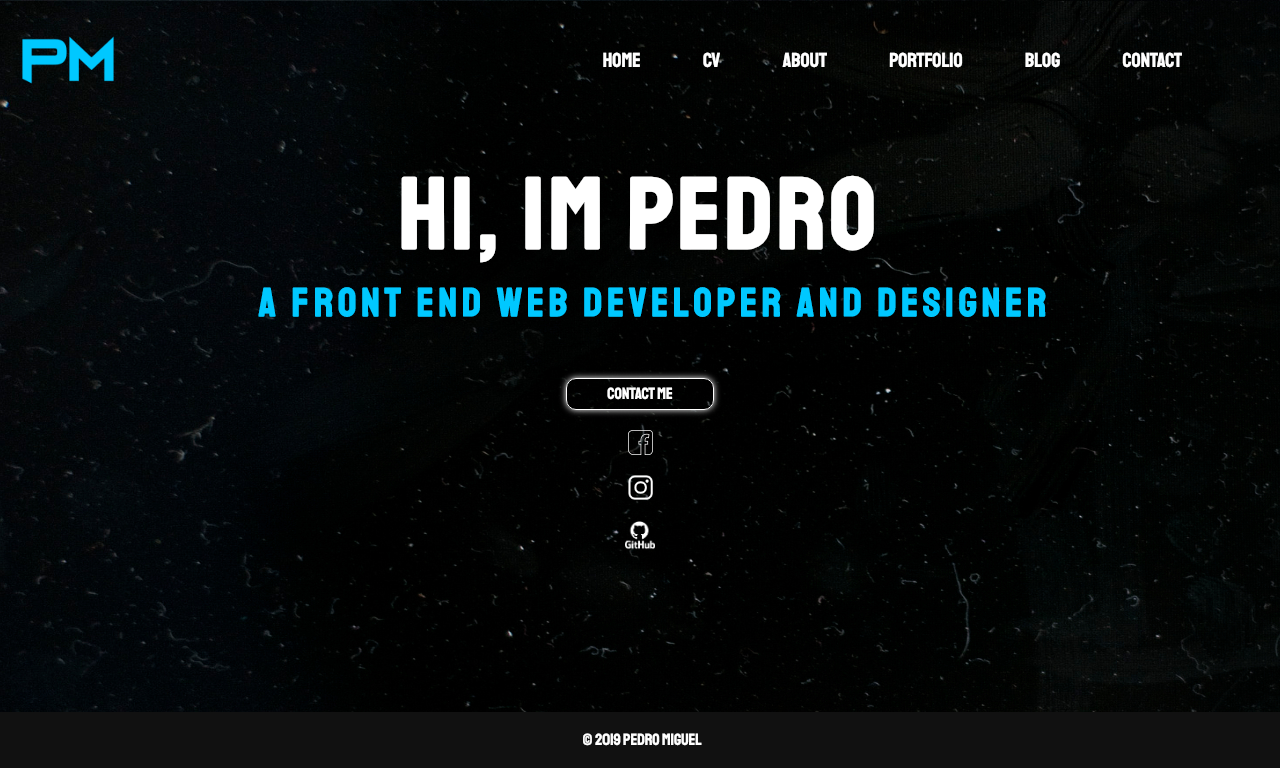 PM
HOME CV ABOUT PORTFOLIO BLOG CONTACT
HI, IM PEDRO
A FRONT END WEB DEVELOPER AND DESIGNER
CONTACT ME
GitHub
© 2019 PEDRO MIGUEL